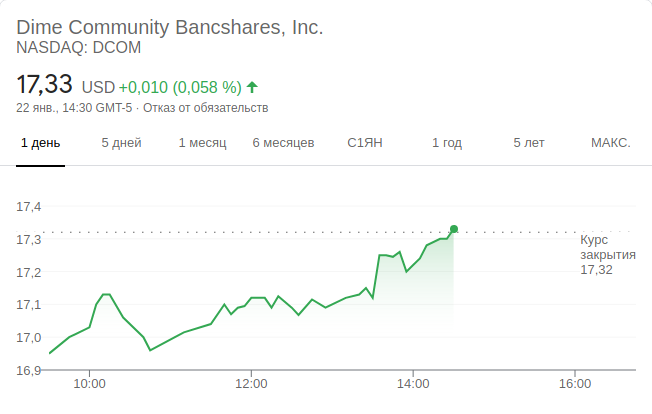 Dime Community Bancshares, Inc.
NASDAQ: DCOM
17,33 USD +0,010 (0,058 %)
22 янв., 14:30 GMT-5 · Отказ от обязательств
1 день 5 дней 1 месяц 6 месяцев С1ЯН 1 год 5 лет МАКС.
17,4
17,3
17,2
17,1
17,0
16,9
Курс
закрытия
17,32
10:00 12:00 14:00 16:00